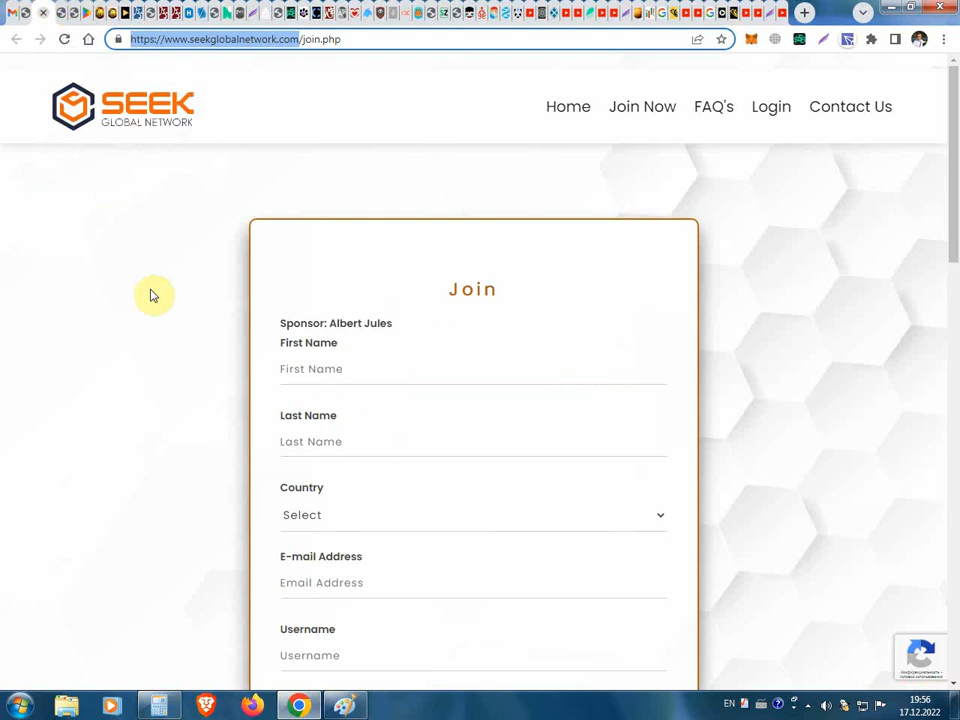 https://www.seekglobalnetwork.com/join.php
SEEK
GLOBAL NETWORK
Home Join Now FAQ's Login Contact Us
Join
Sponsor: Albert Jules
First Name
First Name
Last Name
Last Name
Country
Select
E-mail Address
Email Address
Username
Username
EN
19:56
17.12.2022